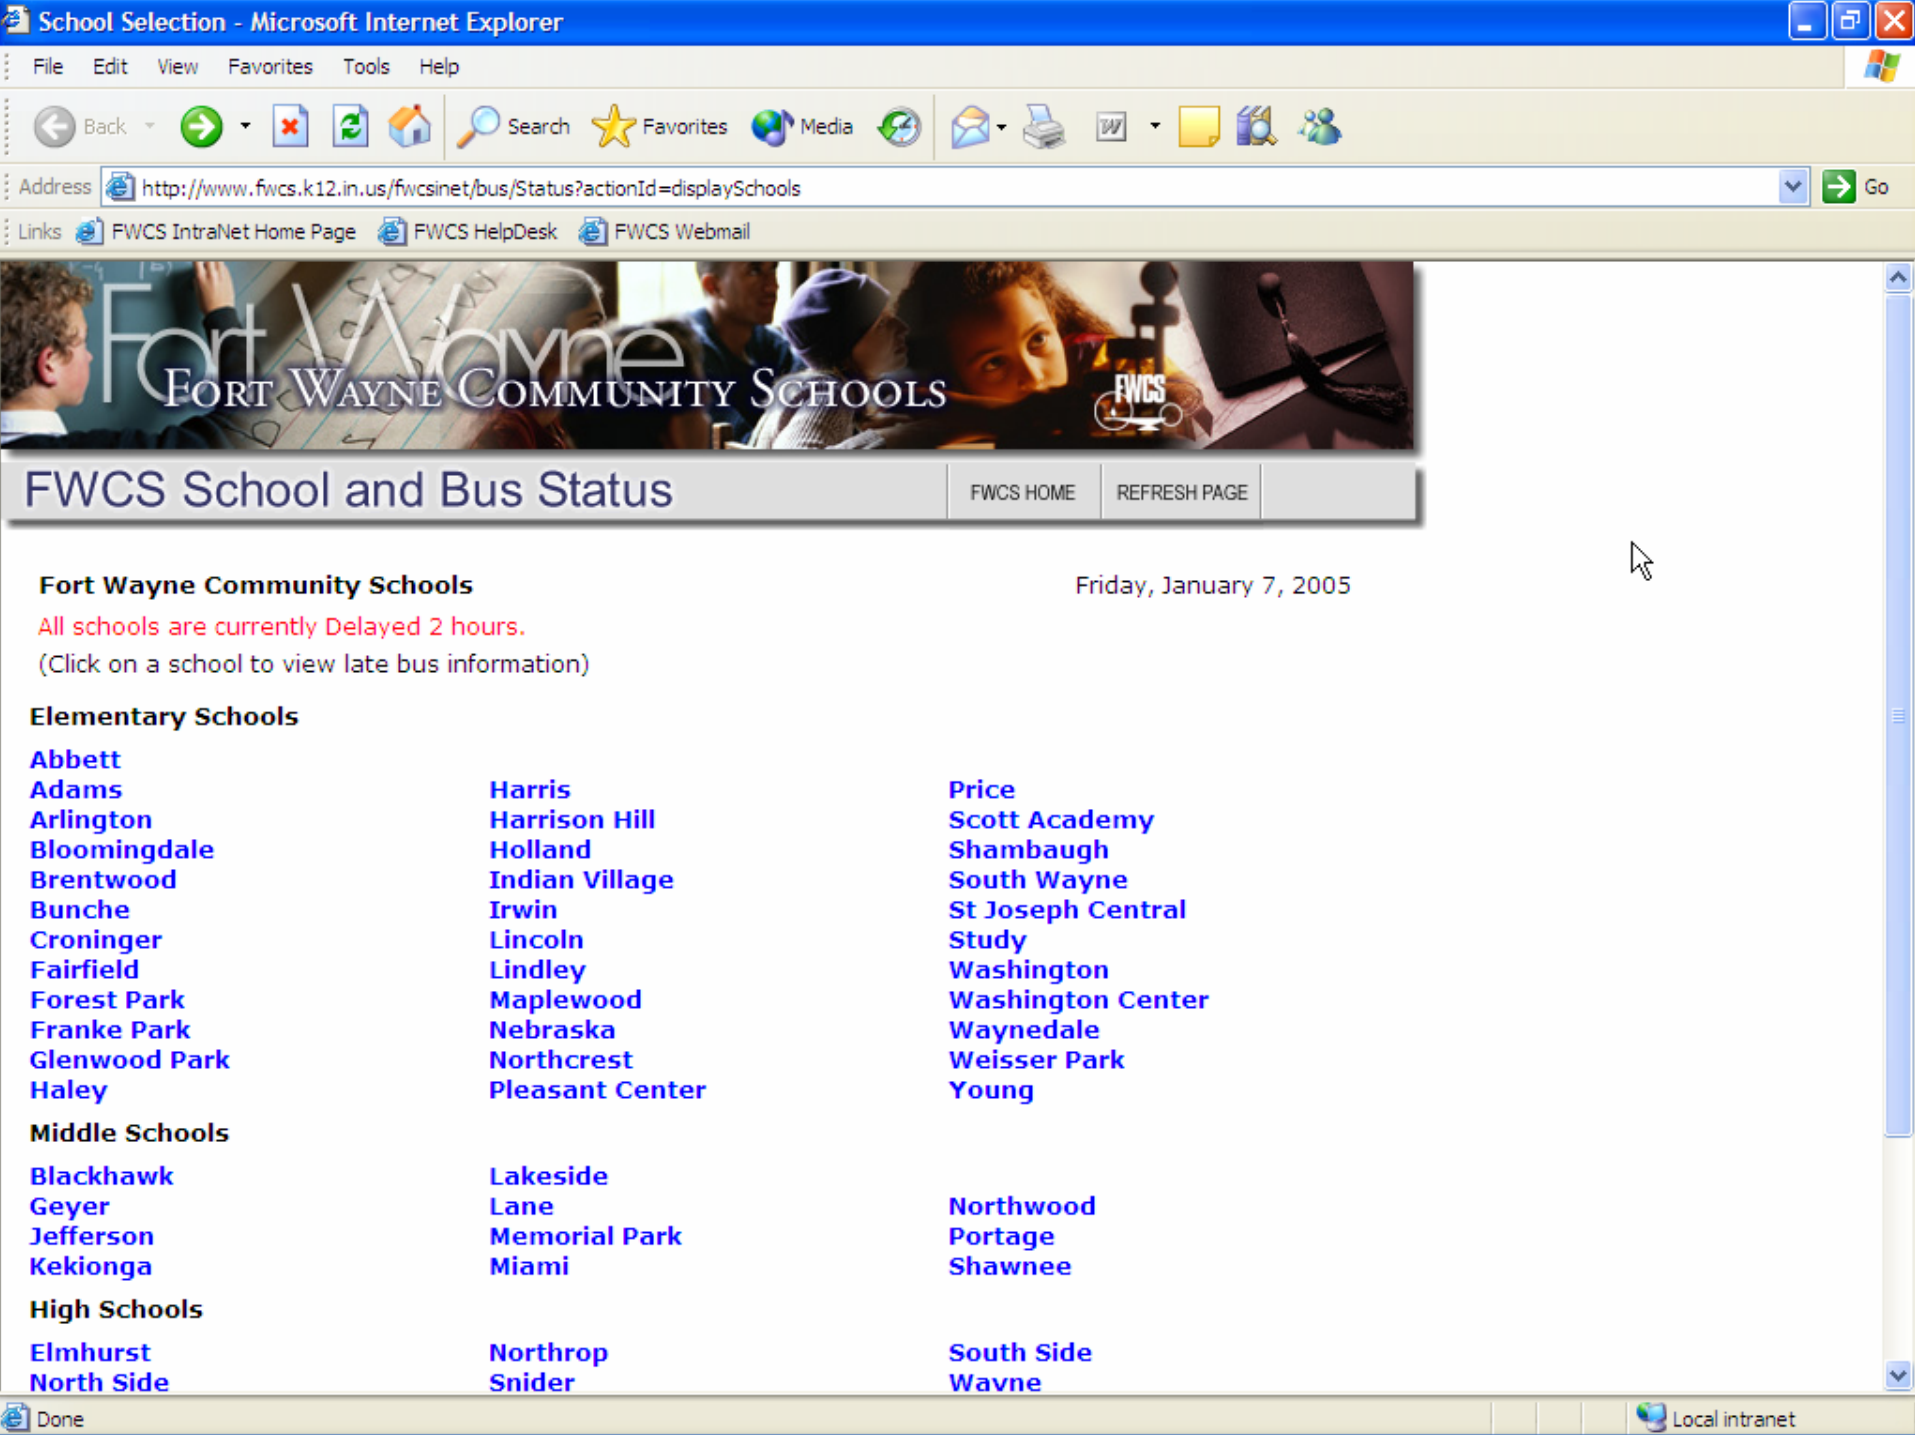 School Selection - Microsoft Internet Explorer
File Edit View Favorites Tools Help
Back Search Favorites Media W
Address http://www.fwcs.k12.in.us/fwcsinet/bus/Status?actionId=displaySchools Go
Links FWCS IntraNet Home Page FWCS HelpDesk FWCS Webmail
Fort Wayne
FORT WAYNE COMMUNITY SCHOOLS
FWCS
FWCS School and Bus Status FWCS HOME REFRESH PAGE
Fort Wayne Community Schools Friday, January 7, 2005
All schools are currently Delayed 2 hours.
(Click on a school to view late bus information)
Elementary Schools
Abbett
Adams Harris Price
Arlington Harrison Hill Scott Academy
Bloomingdale Holland Shambaugh
Brentwood Indian Village South Wayne
Bunche Irwin St Joseph Central
Croninger Lincoln Study
Fairfield Lindley Washington
Forest Park Maplewood Washington Center
Franke Park Nebraska Waynedale
Glenwood Park Northcrest Weisser Park
Haley Pleasant Center Young
Middle Schools
Blackhawk Lakeside
Geyer Lane Northwood
Jefferson Memorial Park Portage
Kekionga Miami Shawnee
High Schools
Elmhurst Northrop South Side
North Side Snider Wayne
Done Local intranet